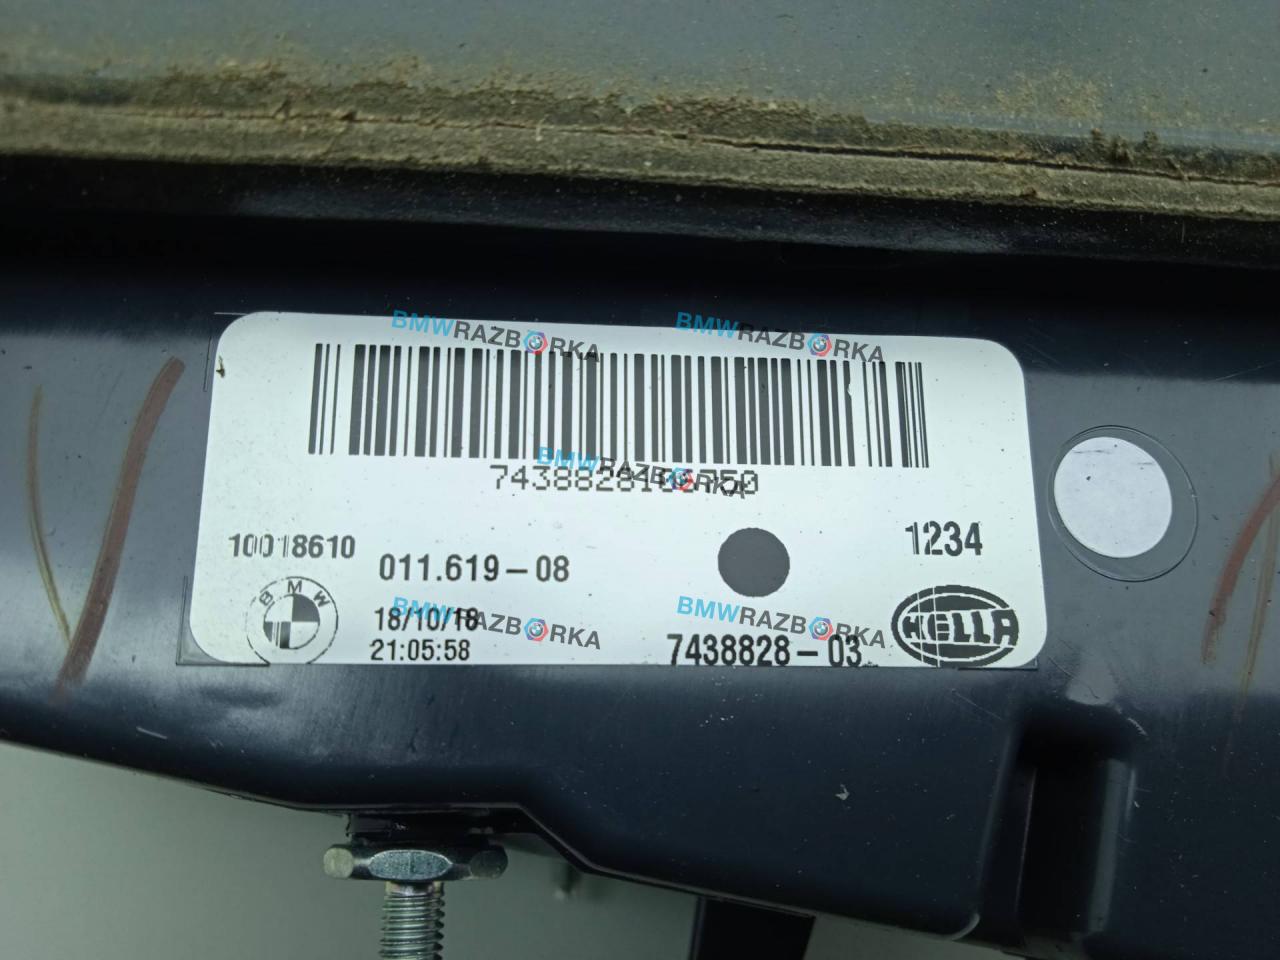 BMWRAZBORKA BMWRAZBORKA
BMWRAZBORKA
10018610
011.619-08
1234
BMW
18/10/18
BMWRAZBORKA BMWRAZBORKA
HELLA
21:05:58
7438828-03